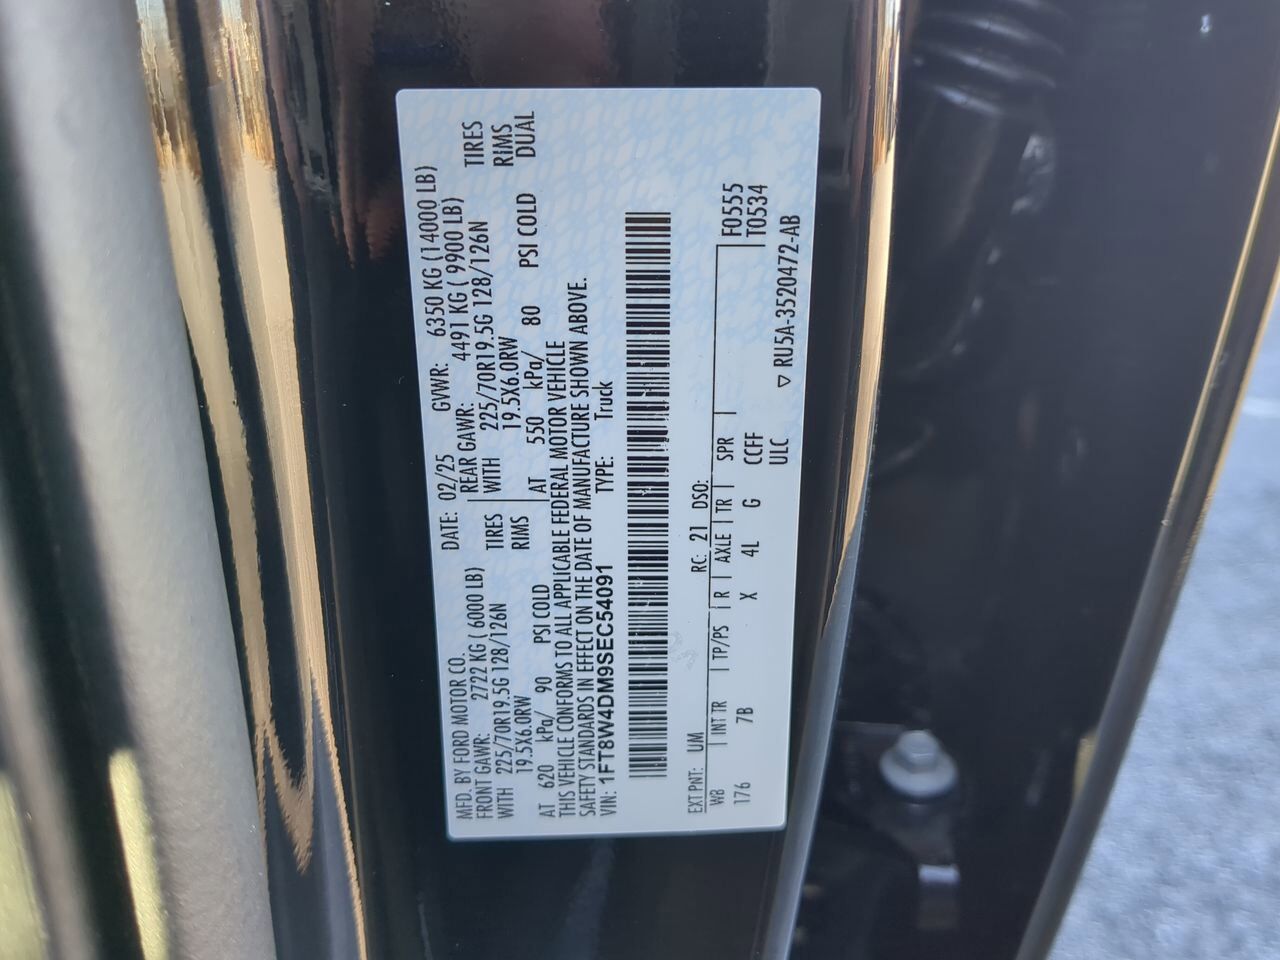 MFD. BY FORD MOTOR CO. DATE: 02/25 GVWR: 6350 KG (14000 LB)
FRONT GAWR: 2722 KG ( 6000 LB) REAR GAWR: 4491 KG ( 9900 LB)
WITH 225/70R19.5G 128/126N TIRES WITH 225/70R19.5G 128/126N TIRES
19.5X6.0RW RIMS 19.5X6.0RW RIMS
AT 620 kPa/ 90 PSI COLD AT 550 kPa/ 80 PSI COLD DUAL
THIS VEHICLE CONFORMS TO ALL APPLICABLE FEDERAL MOTOR VEHICLE
SAFETY STANDARDS IN EFFECT ON THE DATE OF MANUFACTURE SHOWN ABOVE.
VIN: 1FT8W4DM9SEC54091 TYPE: Truck
EXT PNT: UM RC: 21 DSO: F0555
WB INT TR TP/PS R AXLE TR SPR T0534
176 7B X 4L G CCFF
ULC
▽ RU5A-3520472-AB